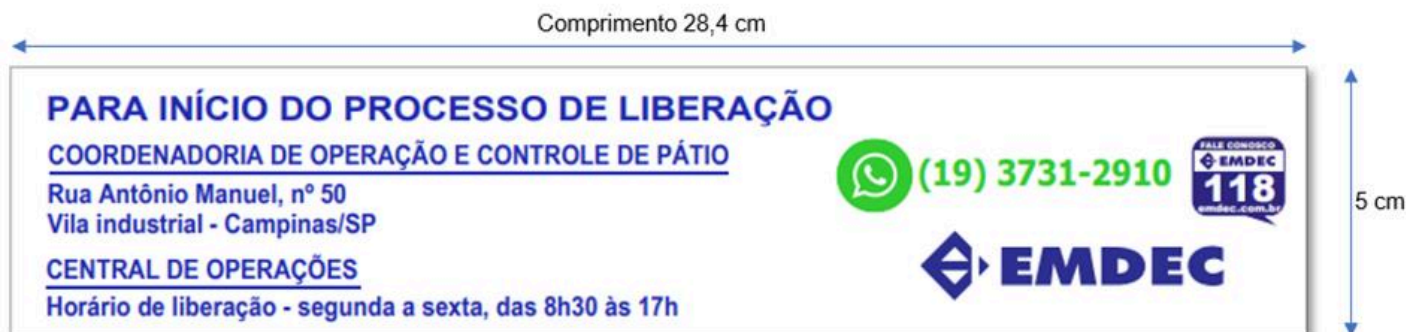 Comprimento 28,4 cm
PARA INÍCIO DO PROCESSO DE LIBERAÇÃO
COORDENADORIA DE OPERAÇÃO E CONTROLE DE PÁTIO
Rua Antônio Manuel, nº 50
Vila industrial - Campinas/SP
CENTRAL DE OPERAÇÕES
Horário de liberação - segunda a sexta, das 8h30 às 17h
(19) 3731-2910
FALE CONOSCO
EMDEC
118
emdec.com.br
EMDEC
5 cm